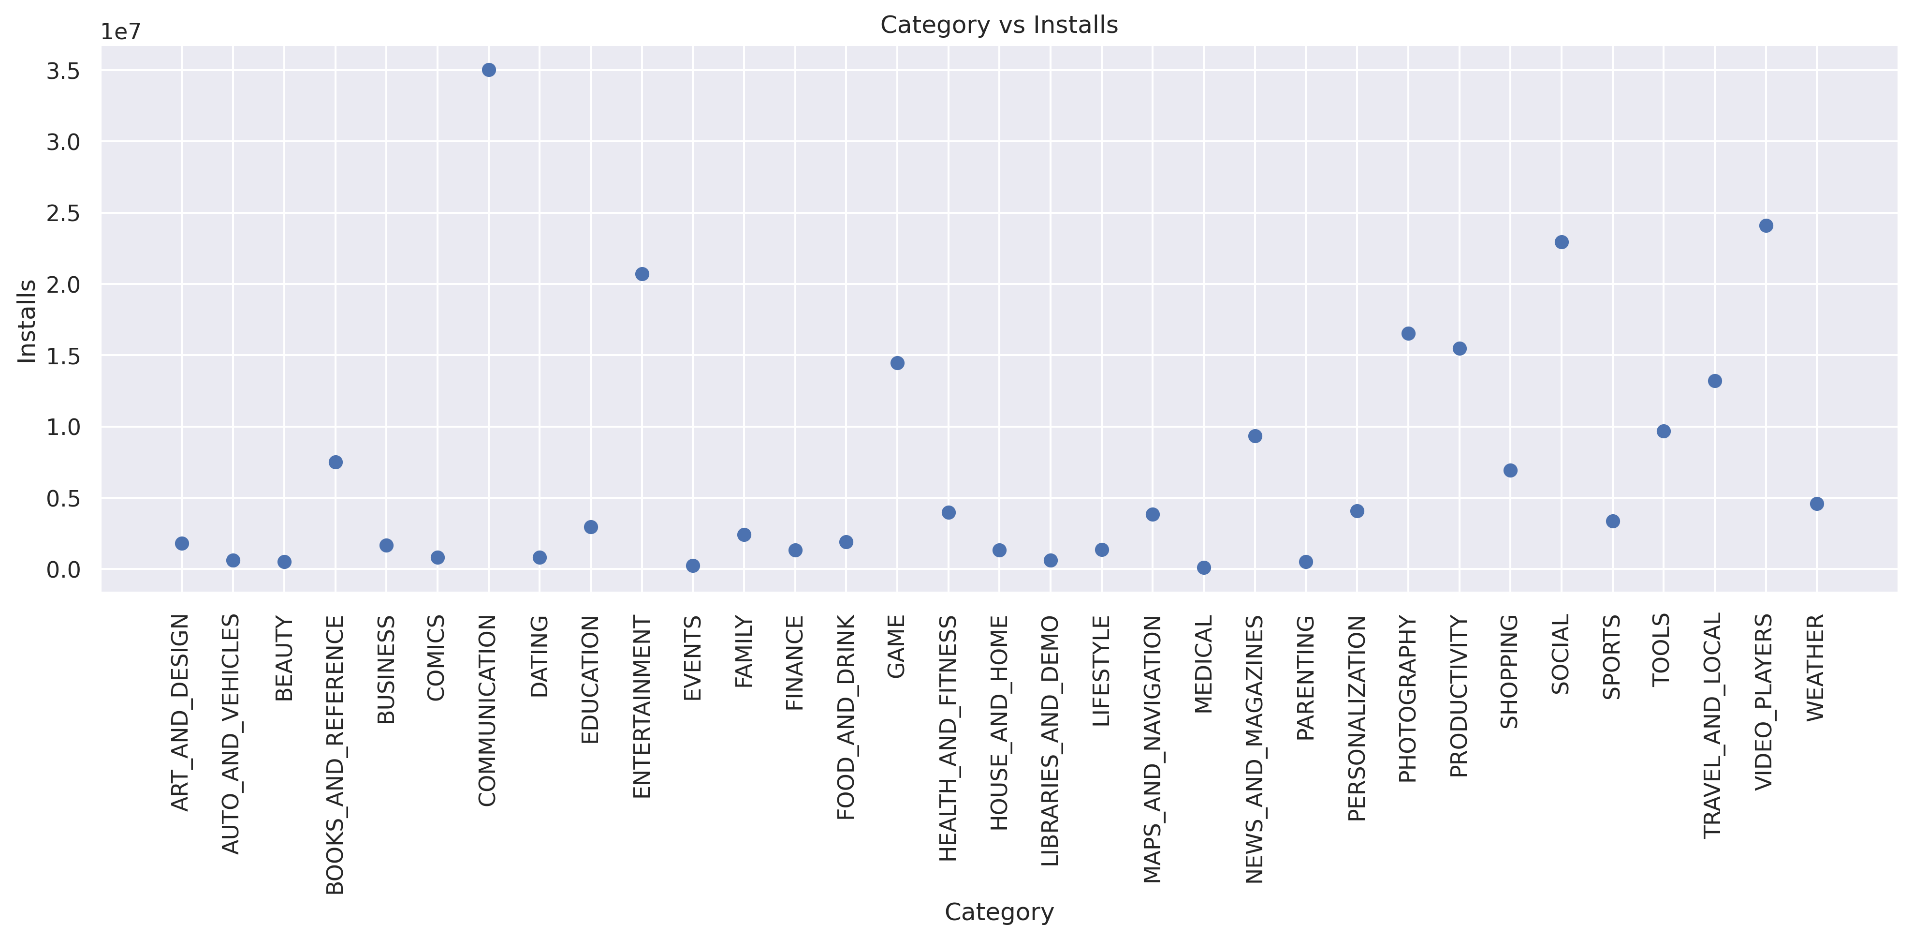 Category vs Installs
1e7
3.5
3.0
2.5
2.0
1.5
1.0
0.5
0.0
Installs
ART_AND_DESIGN
AUTO_AND_VEHICLES
BEAUTY
BOOKS_AND_REFERENCE
BUSINESS
COMICS
COMMUNICATION
DATING
EDUCATION
ENTERTAINMENT
EVENTS
FAMILY
FINANCE
FOOD_AND_DRINK
GAME
HEALTH_AND_FITNESS
HOUSE_AND_HOME
LIBRARIES_AND_DEMO
LIFESTYLE
MAPS_AND_NAVIGATION
MEDICAL
NEWS_AND_MAGAZINES
PARENTING
PERSONALIZATION
PHOTOGRAPHY
PRODUCTIVITY
SHOPPING
SOCIAL
SPORTS
TOOLS
TRAVEL_AND_LOCAL
VIDEO_PLAYERS
WEATHER
Category